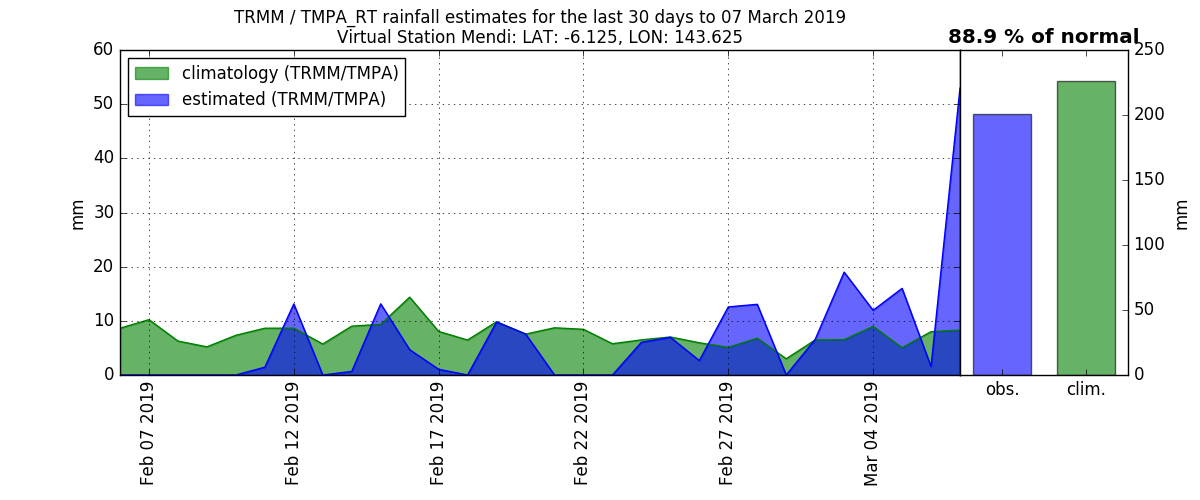 TRMM / TMPA_RT rainfall estimates for the last 30 days to 07 March 2019
Virtual Station Mendi: LAT: -6.125, LON: 143.625
88.9 % of normal
climatology (TRMM/TMPA)
estimated (TRMM/TMPA)
mm
60
50
40
30
20
10
0
Feb 07 2019
Feb 12 2019
Feb 17 2019
Feb 22 2019
Feb 27 2019
Mar 04 2019
obs.
clim.
250
200
150
100
50
0
mm